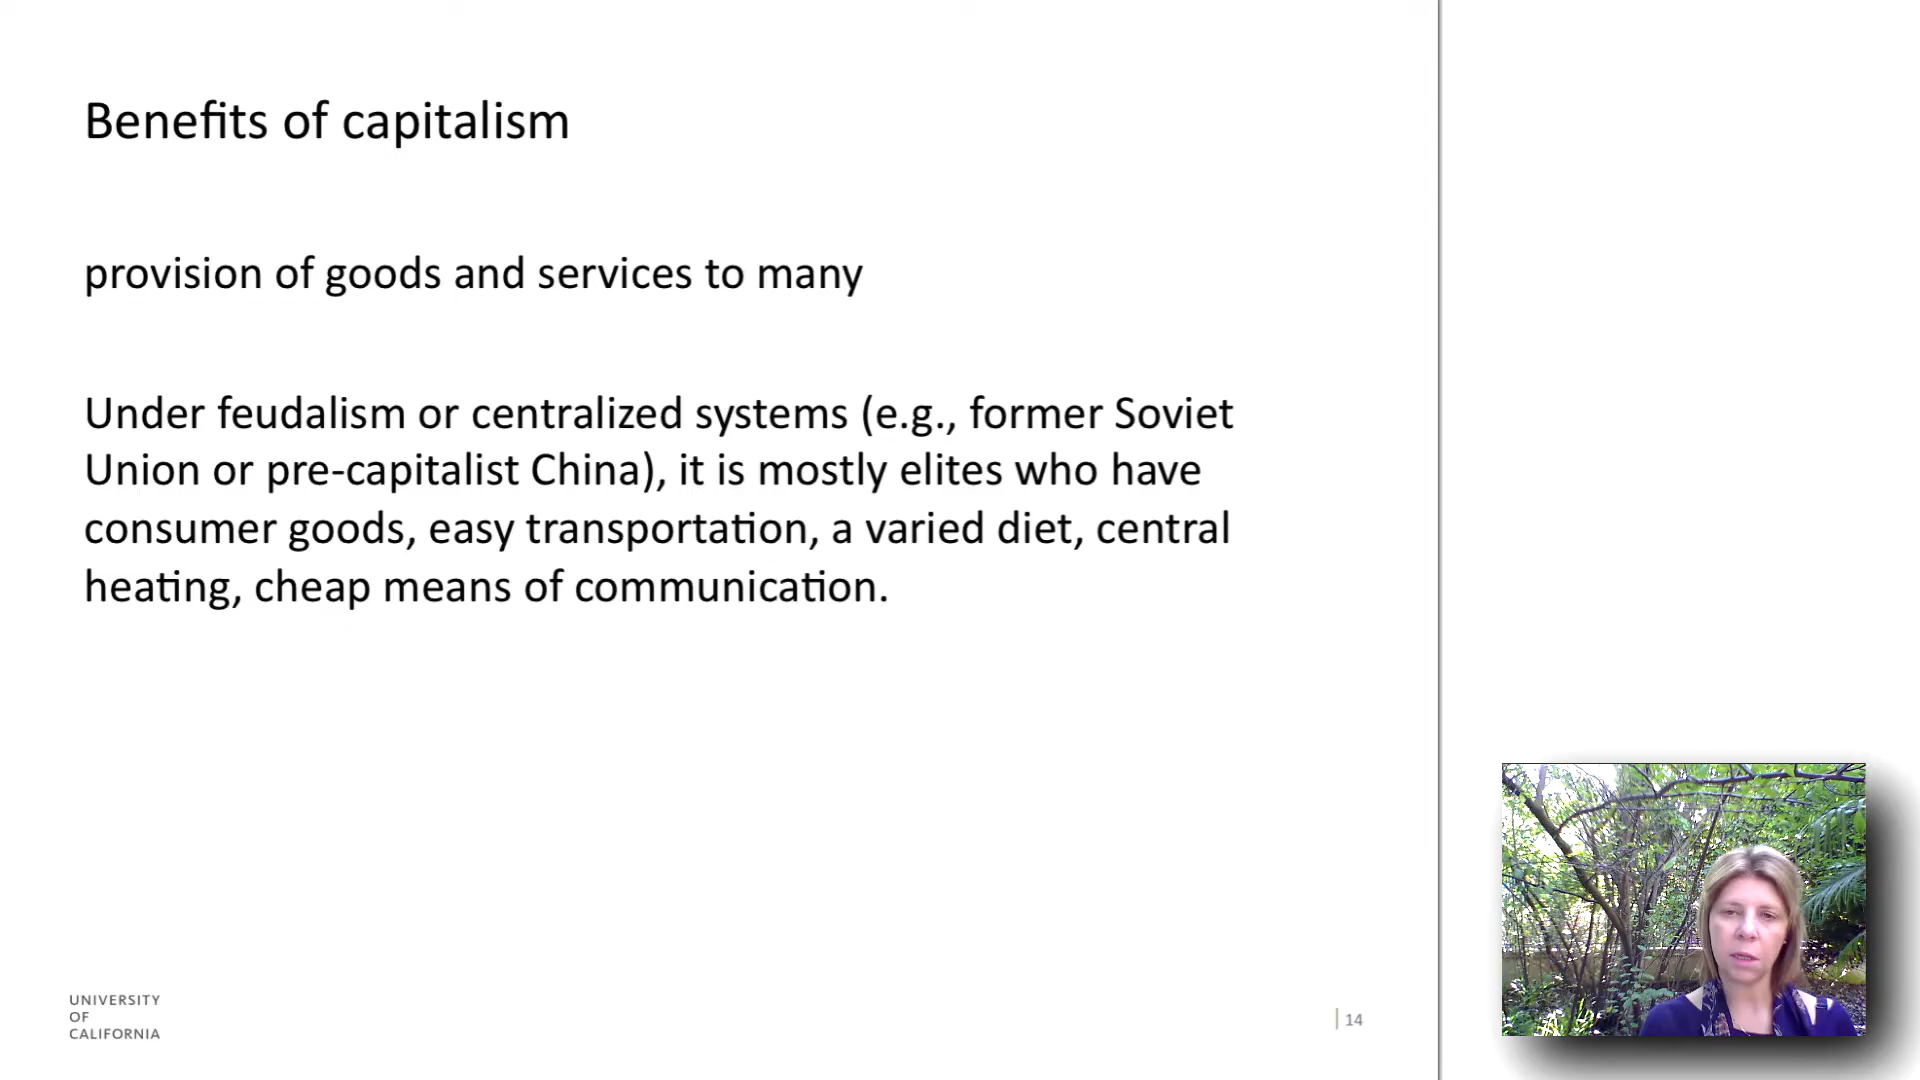 Benefits of capitalism
provision of goods and services to many
Under feudalism or centralized systems (e.g., former Soviet
Union or pre-capitalist China), it is mostly elites who have
consumer goods, easy transportation, a varied diet, central
heating, cheap means of communication.
UNIVERSITY
OF
CALIFORNIA
14